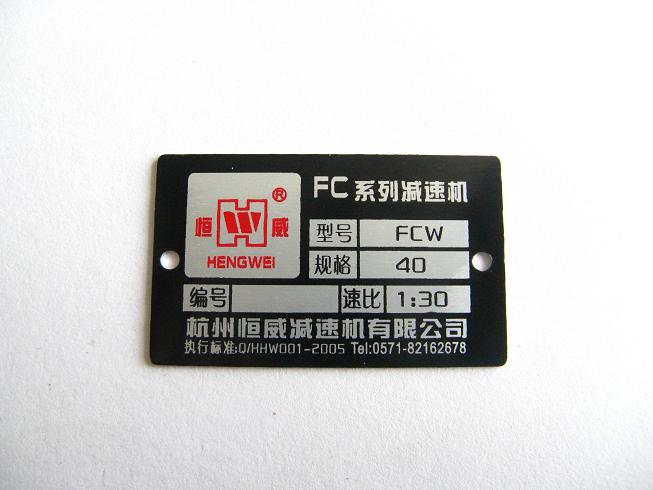 FC系列减速机
恒 威 ®
HENGWEI
型号 FCW
规格 40
编号 速比 1:30
杭州恒威减速机有限公司
执行标准:Q/HHW001-2005 Tel:0571-82162678